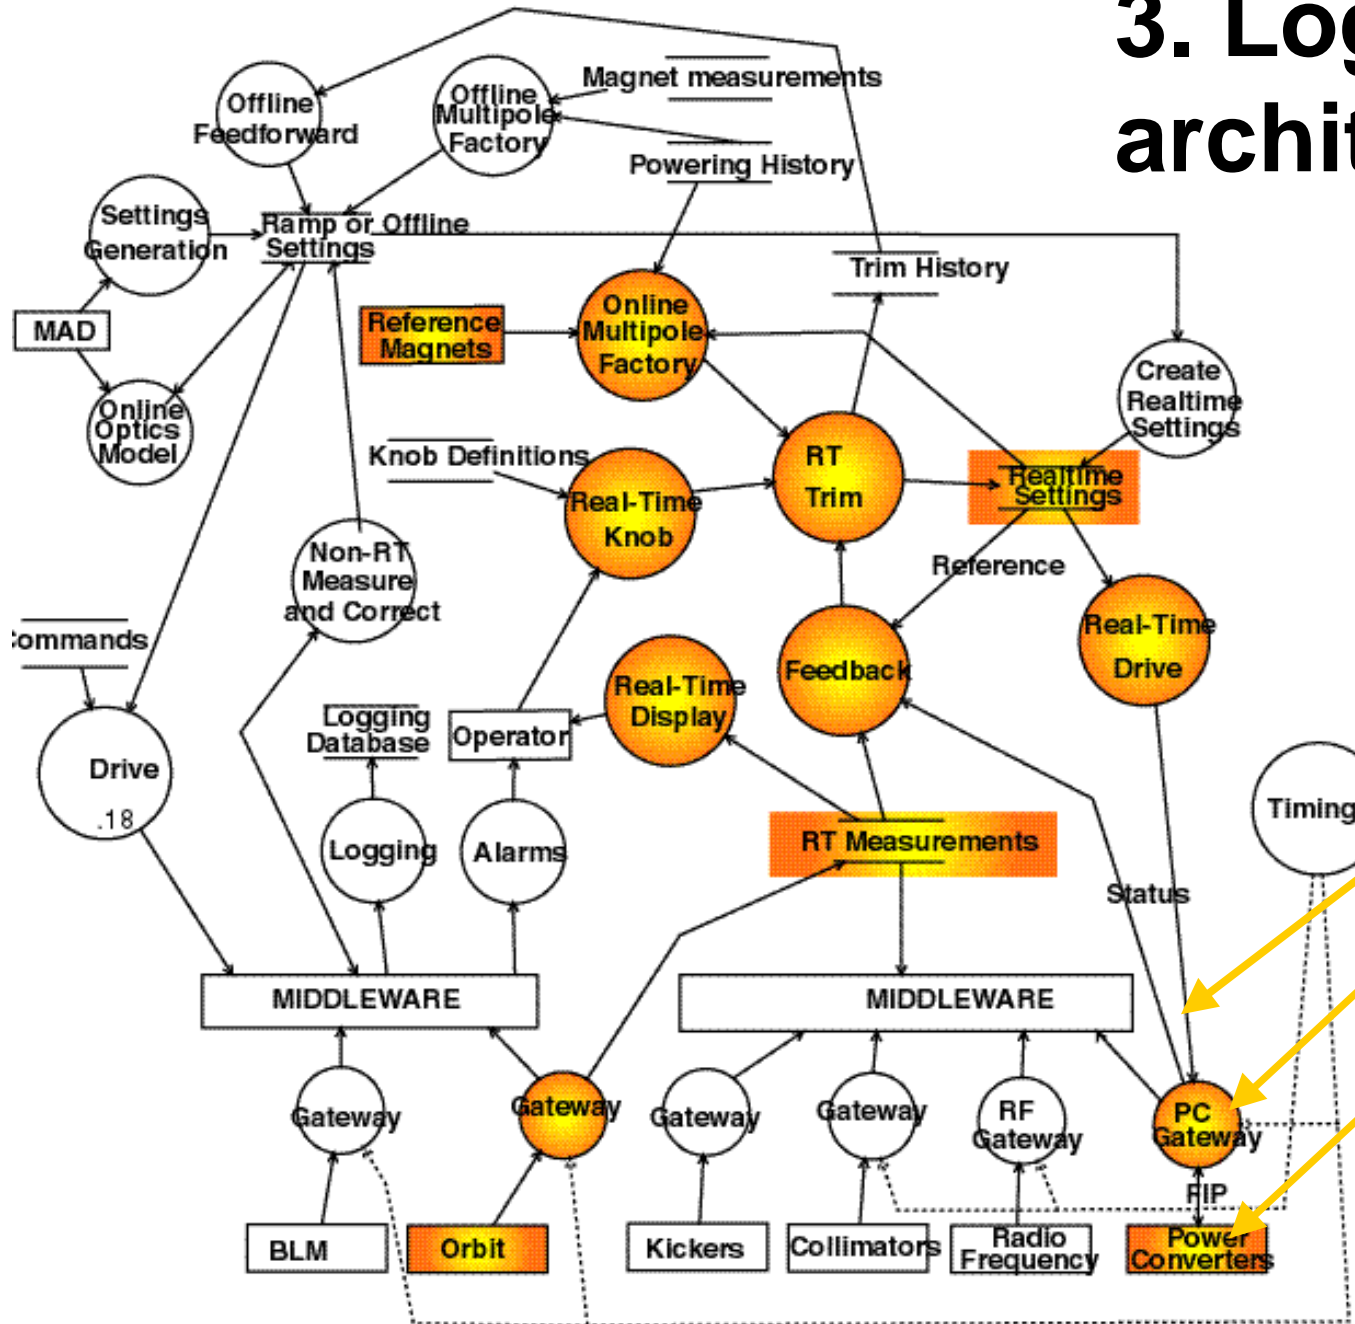 3. Log
archit
Offline
Feedforward
Offline
Multipole
Factory
Magnet measurements
Powering History
Settings
Generation
Ramp or Offline
Settings
Trim History
MAD
Reference
Magnets
Online
Multipole
Factory
Create
Realtime
Settings
Online
Optics
Model
Knob Definitions
RT
Trim
Realtime
Settings
Real-Time
Knob
Non-RT
Measure
and Correct
Reference
Commands
Real-Time
Drive
Feedback
Real-Time
Display
Logging
Database
Operator
Drive
.18
Timing
Logging
Alarms
RT Measurements
Status
MIDDLEWARE
MIDDLEWARE
Gateway
Gateway
Gateway
Gateway
RF
Gateway
PC
Gateway
FIP
BLM
Orbit
Kickers
Collimators
Radio
Frequency
Power
Converters